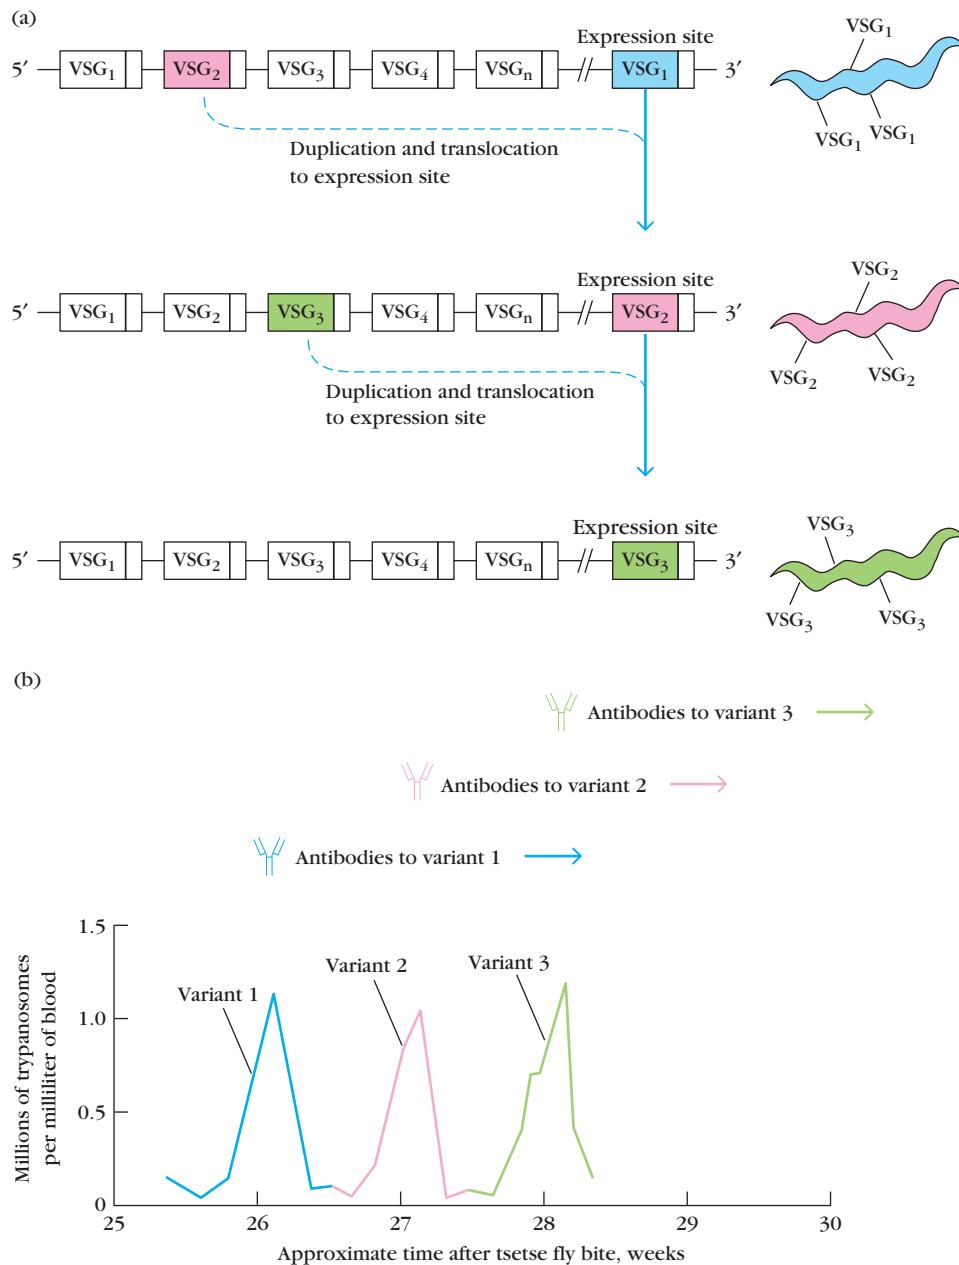 (a)
Expression site
5′ VSG1 VSG2 VSG3 VSG4 VSGn // VSG1 3′
VSG1
VSG1
VSG1
Duplication and translocation
to expression site
Expression site
5′ VSG1 VSG2 VSG3 VSG4 VSGn // VSG2 3′
VSG2
VSG2
VSG2
Duplication and translocation
to expression site
Expression site
5′ VSG1 VSG2 VSG3 VSG4 VSGn // VSG3 3′
VSG3
VSG3
VSG3
(b)
Antibodies to variant 3
Antibodies to variant 2
Antibodies to variant 1
Millions of trypanosomes
per milliliter of blood
1.5
1.0
0.5
0
Variant 1
Variant 2
Variant 3
25 26 27 28 29 30
Approximate time after tsetse fly bite, weeks